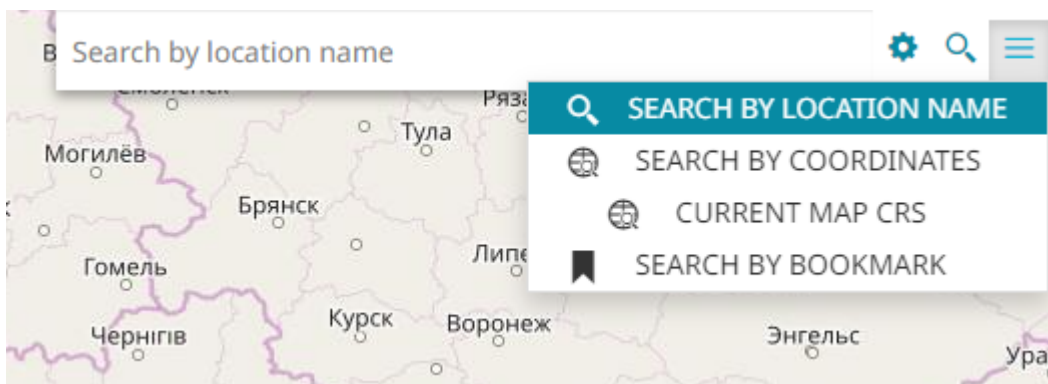 Search by location name
SEARCH BY LOCATION NAME
SEARCH BY COORDINATES
CURRENT MAP CRS
SEARCH BY BOOKMARK
Тула
Могилёв
Брянск
Гомель
Курск
Воронеж
Чернігів
Энгельс